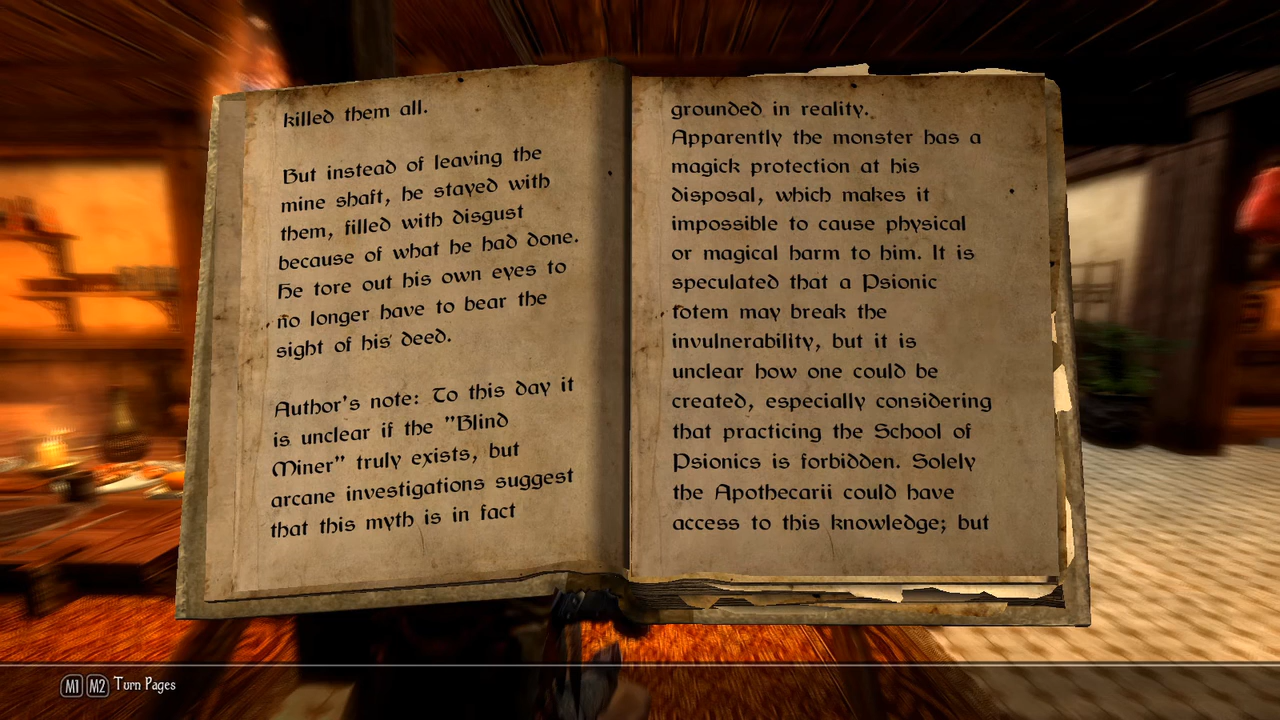 killed them all.
But instead of leaving the
mine shaft, he stayed with
them, filled with disgust
because of what he had done.
He tore out his own eyes to
no longer have to bear the
sight of his deed.
Author's note: To this day it
is unclear if the "Blind
Miner" truly exists, but
arcane investigations suggest
that this myth is in fact
grounded in reality.
Apparently the monster has a
magick protection at his
disposal, which makes it
impossible to cause physical
or magical harm to him. It is
speculated that a Psionic
Totem may break the
invulnerability, but it is
unclear how one could be
created, especially considering
that practicing the School of
Psionics is forbidden. Solely
the Apothecarii could have
access to this knowledge; but
M1 M2 Turn Pages